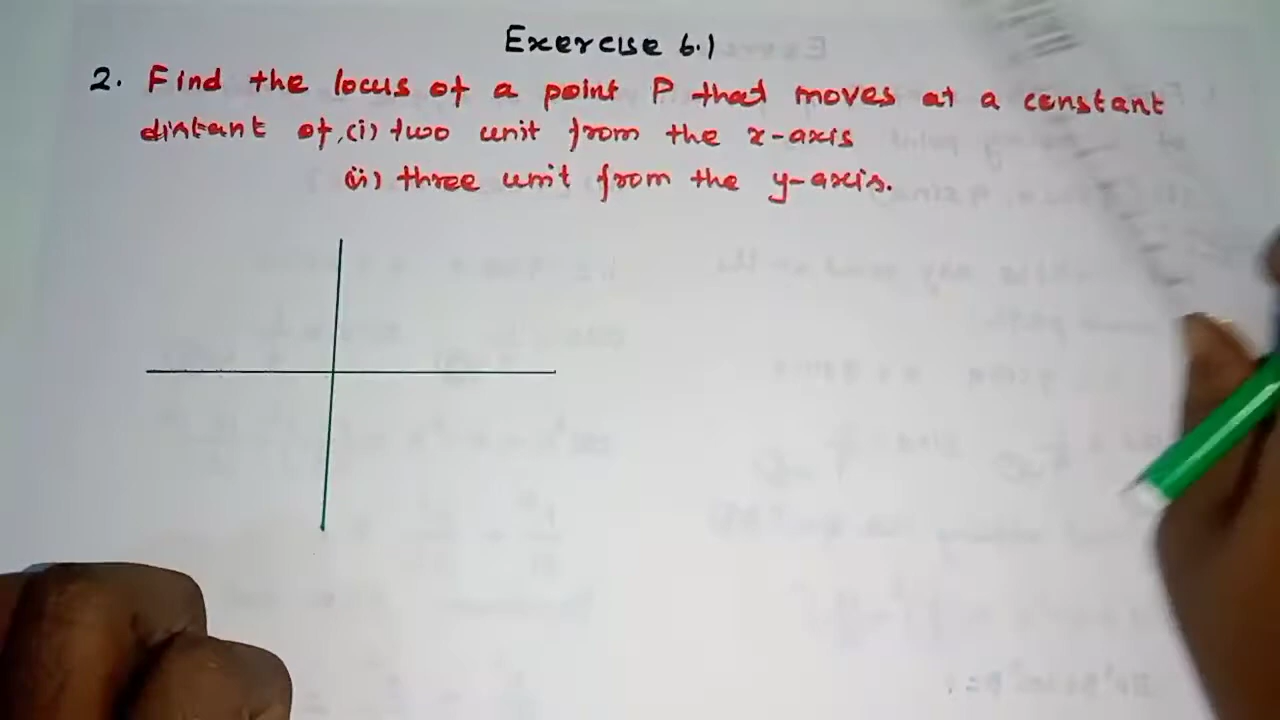 Exercise 6.1
2. Find the locus of a point P that moves at a constant
distant of, (i) two unit from the x-axis
(ii) three unit from the y-axis.